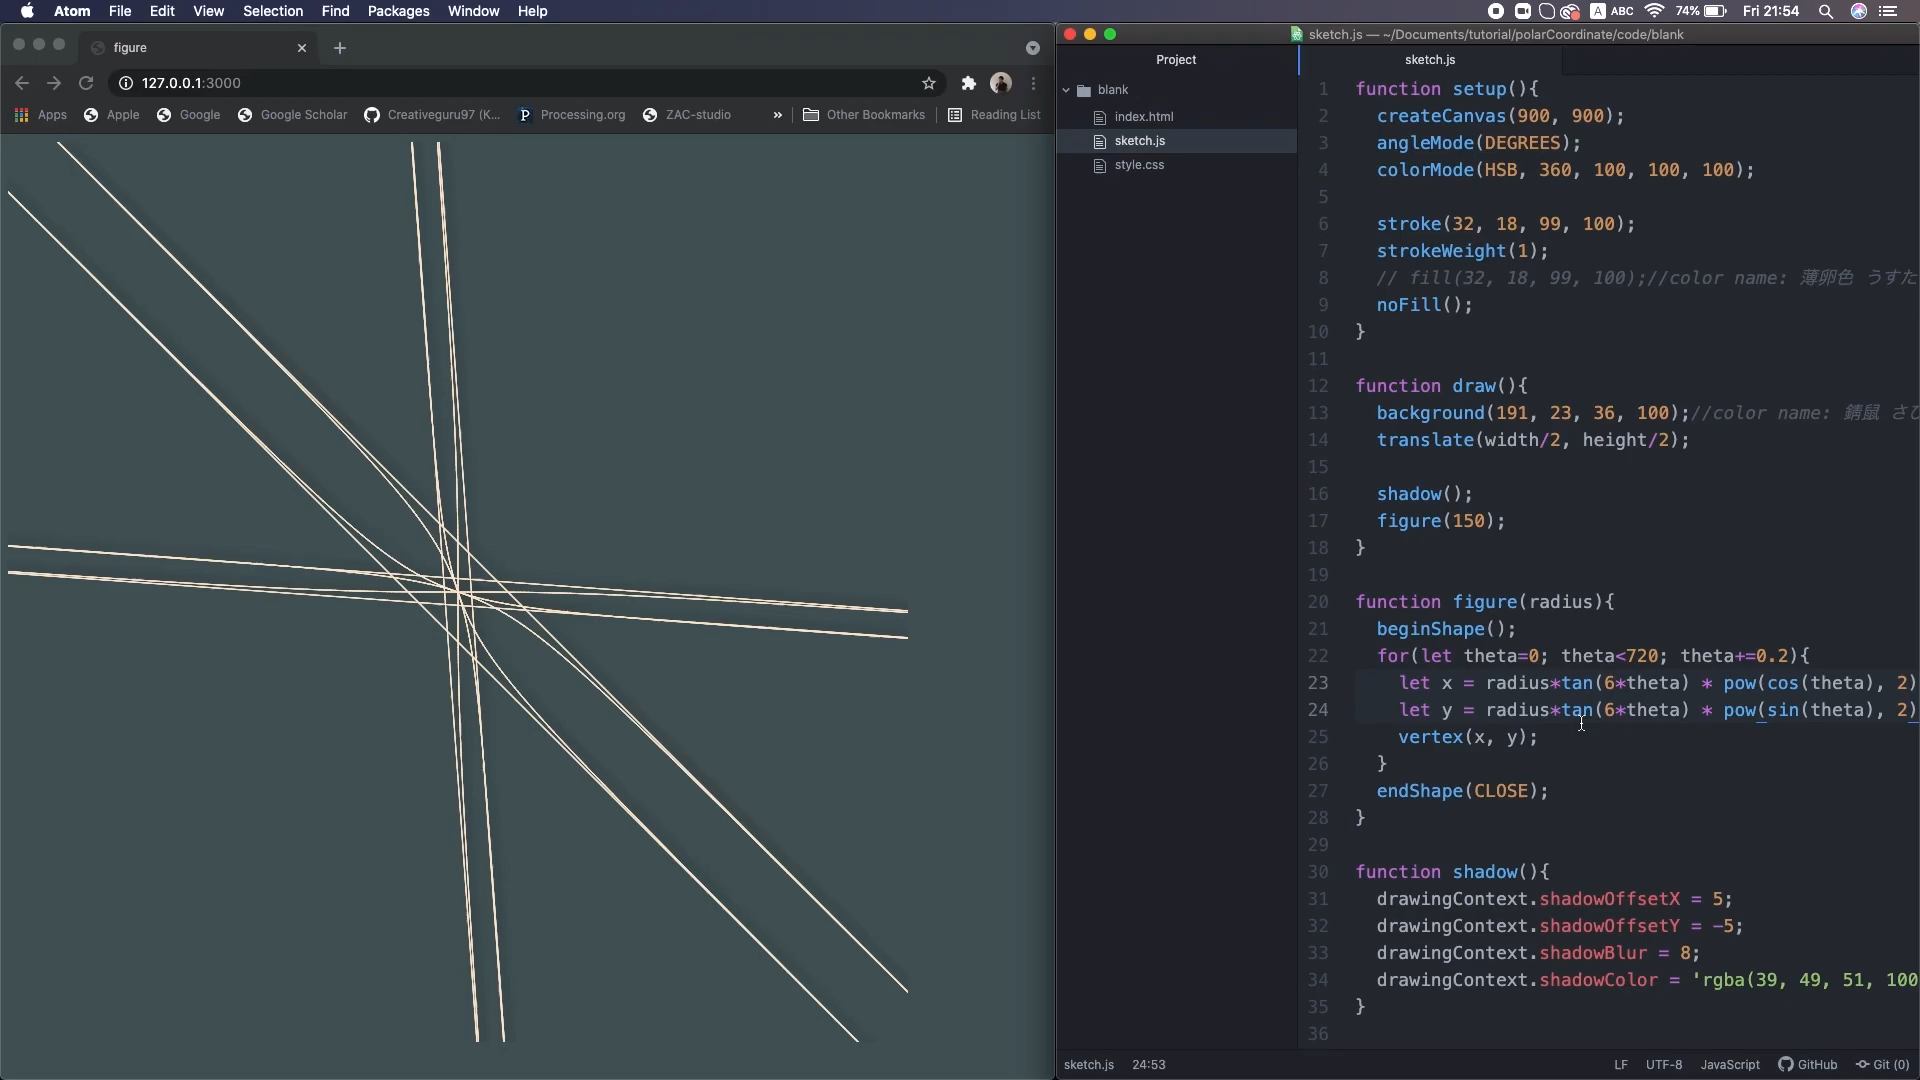 Atom File Edit View Selection Find Packages Window Help
A ABC 74% Fri 21:54
figure
127.0.0.1:3000
Apps Apple Google Google Scholar Creativeguru97 (K... Processing.org ZAC-studio » Other Bookmarks Reading List
sketch.js — ~/Documents/tutorial/polarCoordinate/code/blank
Project
blank
index.html
sketch.js
style.css
sketch.js
1 function setup(){
2 createCanvas(900, 900);
3 angleMode(DEGREES);
4 colorMode(HSB, 360, 100, 100, 100);
5
6 stroke(32, 18, 99, 100);
7 strokeWeight(1);
8 // fill(32, 18, 99, 100);//color name: 薄卵色 うすた
9 noFill();
10 }
11
12 function draw(){
13 background(191, 23, 36, 100);//color name: 錆鼠 さび
14 translate(width/2, height/2);
15
16 shadow();
17 figure(150);
18 }
19
20 function figure(radius){
21 beginShape();
22 for(let theta=0; theta<720; theta+=0.2){
23 let x = radius*tan(6*theta) * pow(cos(theta), 2)
24 let y = radius*tan(6*theta) * pow(sin(theta), 2)
25 vertex(x, y);
26 }
27 endShape(CLOSE);
28 }
29
30 function shadow(){
31 drawingContext.shadowOffsetX = 5;
32 drawingContext.shadowOffsetY = -5;
33 drawingContext.shadowBlur = 8;
34 drawingContext.shadowColor = 'rgba(39, 49, 51, 100
35 }
36
sketch.js 24:53
LF UTF-8 JavaScript GitHub Git (0)